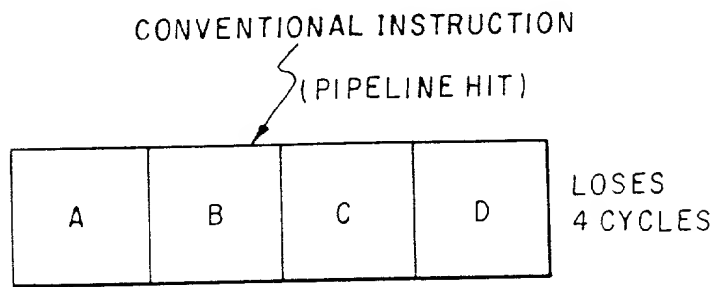 CONVENTIONAL INSTRUCTION
(PIPELINE HIT)
A B C D
LOSES
4 CYCLES